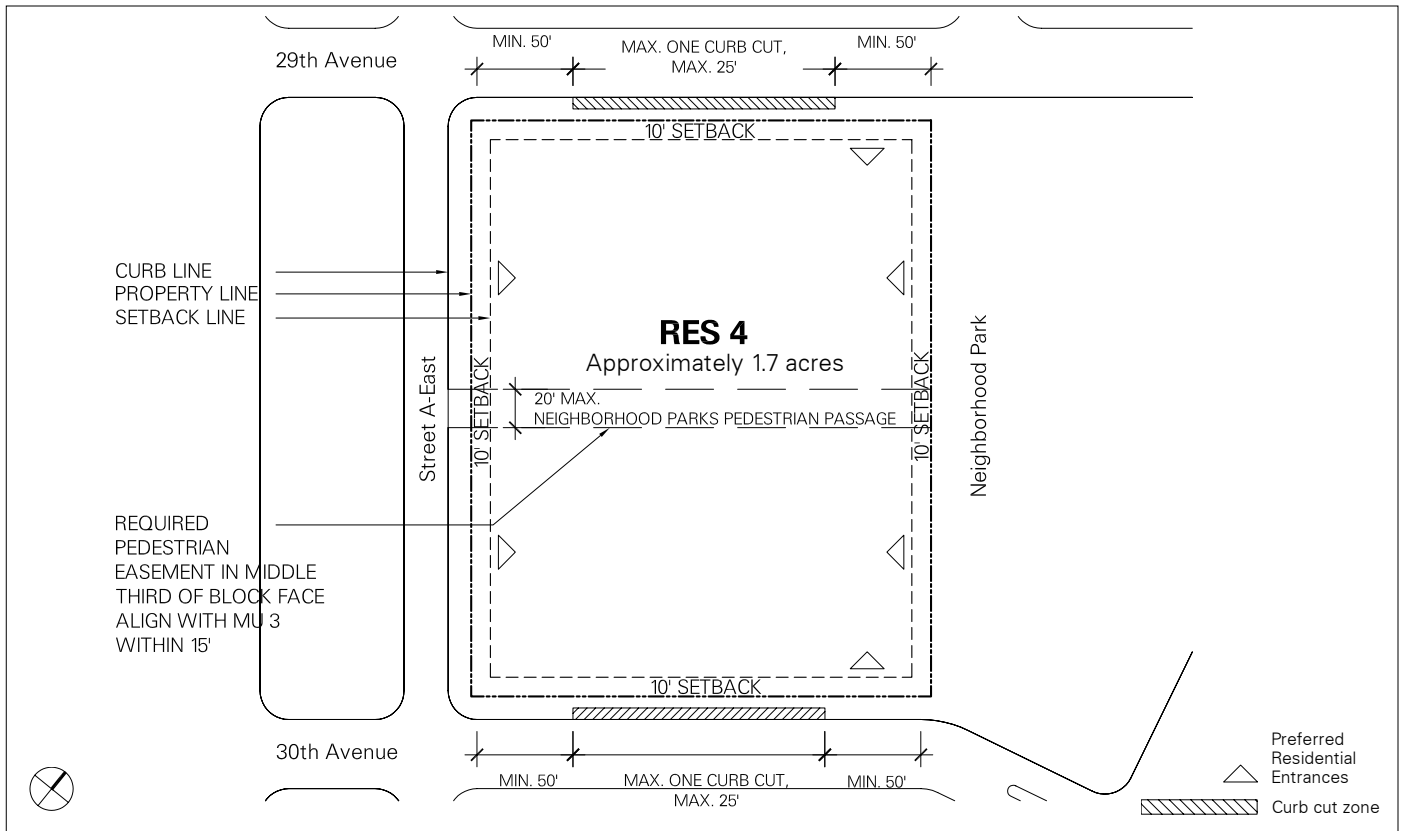 MIN. 50'
MAX. ONE CURB CUT,
MAX. 25'
MIN. 50'
29th Avenue
10' SETBACK
CURB LINE
PROPERTY LINE
SETBACK LINE
RES 4
Approximately 1.7 acres
Street A-East
10' SETBACK
20' MAX.
NEIGHBORHOOD PARKS PEDESTRIAN PASSAGE
10' SETBACK
Neighborhood Park
REQUIRED
PEDESTRIAN
EASEMENT IN MIDDLE
THIRD OF BLOCK FACE
ALIGN WITH MU 3
WITHIN 15'
10' SETBACK
30th Avenue
MIN. 50'
MAX. ONE CURB CUT,
MAX. 25'
MIN. 50'
Preferred
Residential
Entrances
Curb cut zone